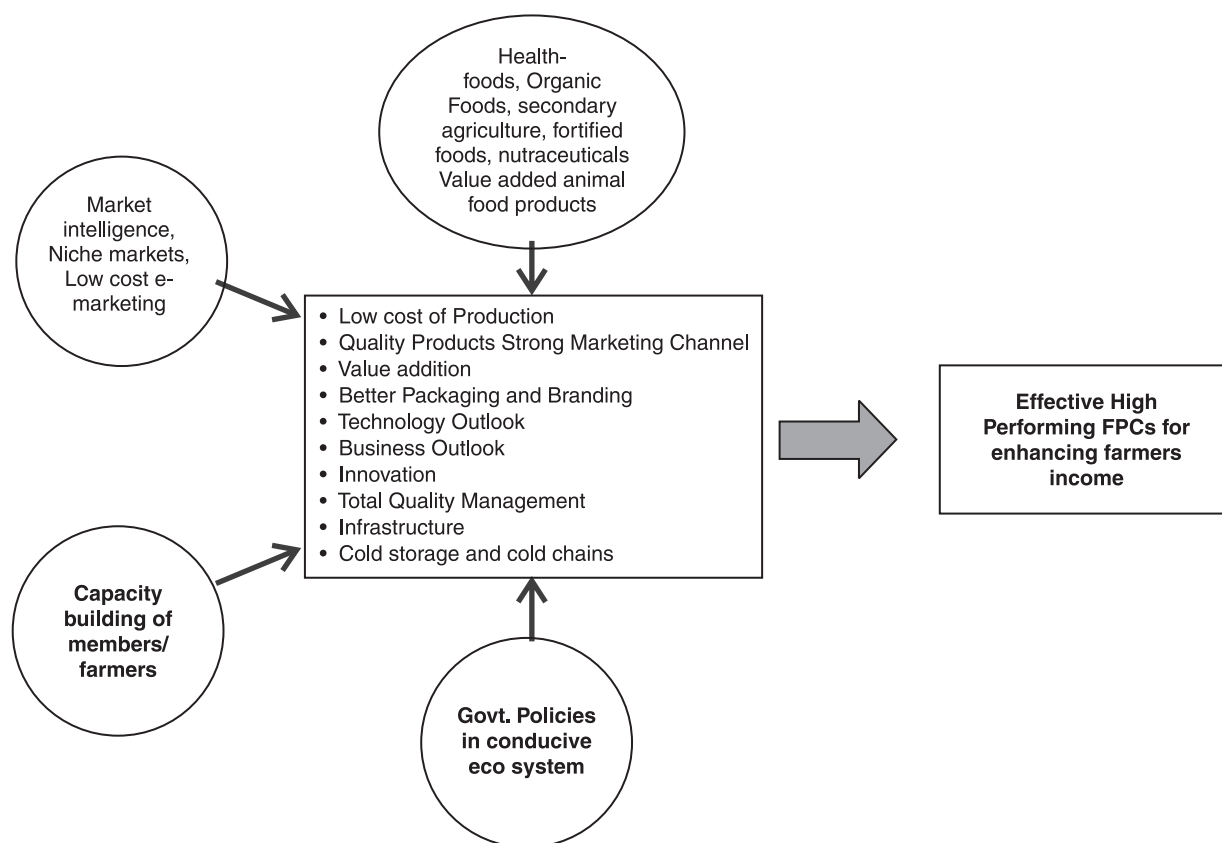 Health-
foods, Organic
Foods, secondary
agriculture, fortified
foods, nutraceuticals
Value added animal
food products
Market
intelligence,
Niche markets,
Low cost e-
marketing
• Low cost of Production
• Quality Products Strong Marketing Channel
• Value addition
• Better Packaging and Branding
• Technology Outlook
• Business Outlook
• Innovation
• Total Quality Management
• Infrastructure
• Cold storage and cold chains
Effective High
Performing FPCs for
enhancing farmers
income
Capacity
building of
members/
farmers
Govt. Policies
in conducive
eco system